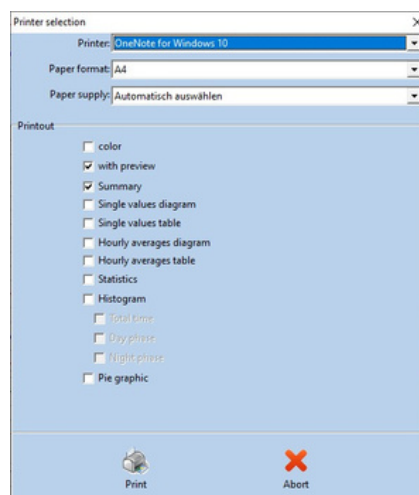 Printer selection
Printer: OneNote for Windows 10
Paper format: A4
Paper supply: Automatisch auswählen
Printout
color
with preview
Summary
Single values diagram
Single values table
Hourly averages diagram
Hourly averages table
Statistics
Histogram
Total time
Day phase
Night phase
Pie graphic
Print Abort